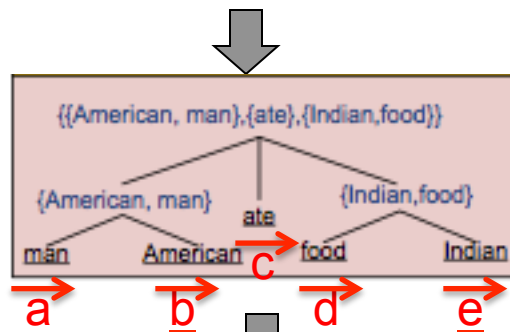 {{American, man},{ate},{Indian,food}}
{American, man} {Indian,food}
ate
man American food Indian
c
a b d e